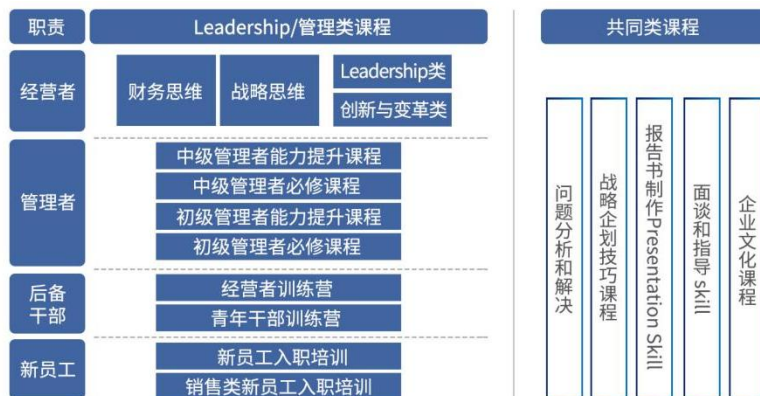 职责
Leadership/管理类课程
共同类课程
经营者
财务思维
战略思维
Leadership类
创新与变革类
管理者
中级管理者能力提升课程
中级管理者必修课程
初级管理者能力提升课程
初级管理者必修课程
后备
干部
经营者训练营
青年干部训练营
新员工
新员工入职培训
销售类新员工入职培训
问题分析和解决
战略企划技巧课程
报告书制作Presentation Skill
面谈和指导 skill
企业文化课程